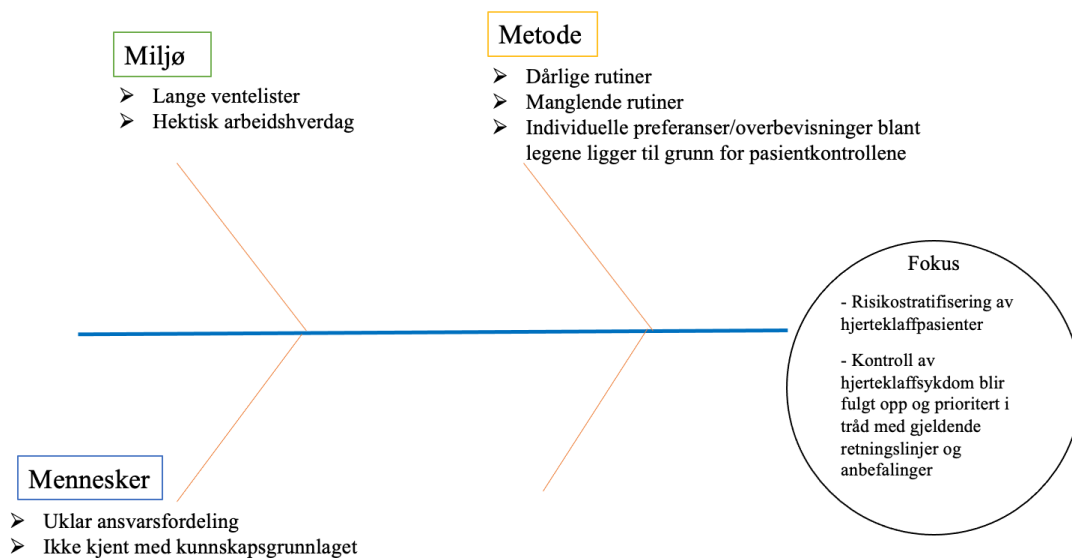 Miljø
➢ Lange ventelister
➢ Hektisk arbeidshverdag
Metode
➢ Dårlige rutiner
➢ Manglende rutiner
➢ Individuelle preferanser/overbevisninger blant
legene ligger til grunn for pasientkontrollene
Fokus
- Risikostratifisering av
hjerteklaffpasienter
- Kontroll av
hjerteklaffsykdom blir
fulgt opp og prioritert i
tråd med gjeldende
retningslinjer og
anbefalinger
Mennesker
➢ Uklar ansvarsfordeling
➢ Ikke kjent med kunnskapsgrunnlaget